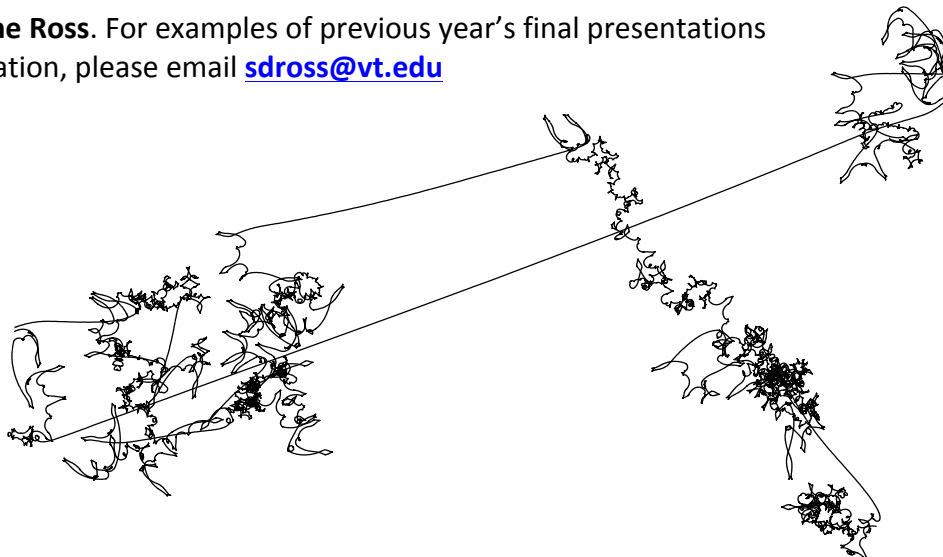 ne Ross. For examples of previous year’s final presentations
ation, please email sdross@vt.edu